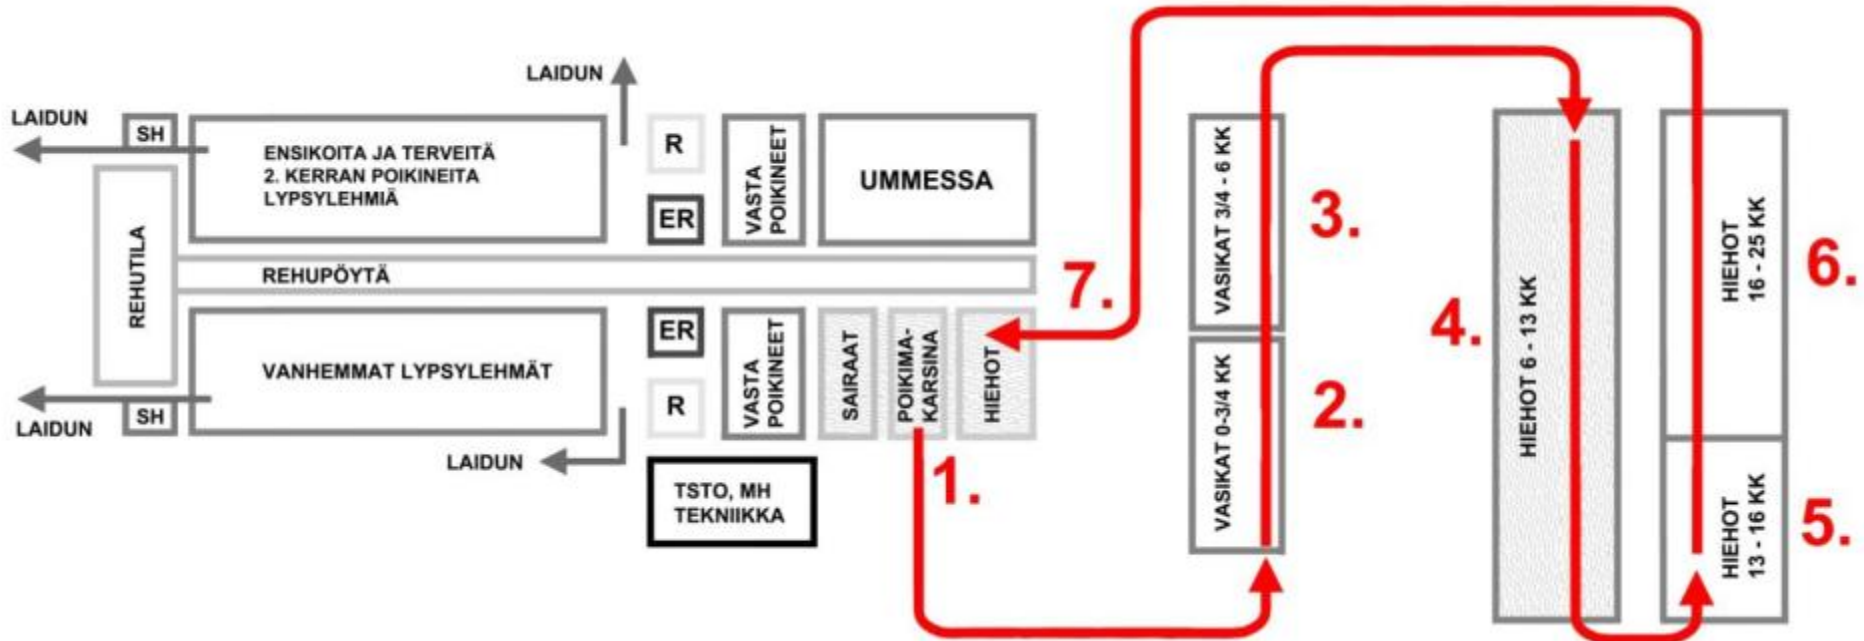 LAIDUN
LAIDUN
SH
ENSIKOITA JA TERVEITÄ
2. KERRAN POIKINEITA
LYPSYLEHMIÄ
R
ER
VASTA
POIKINEET
UMMESSA
REHUTILA
REHUPÖYTÄ
VANHEMMAT LYPSYLEHMÄT
SH
LAIDUN
LAIDUN
ER
R
VASTA
POIKINEET
SAIRAAT
POIKIMA-
KARSINA
HIEHOT
TSTO, MH
TEKNIIKKA
1.
VASIKAT 0-3/4 KK
2.
VASIKAT 3/4 - 6 KK
3.
HIEHOT 6 - 13 KK
4.
HIEHOT
13 - 16 KK
5.
HIEHOT
16 - 25 KK
6.
7.